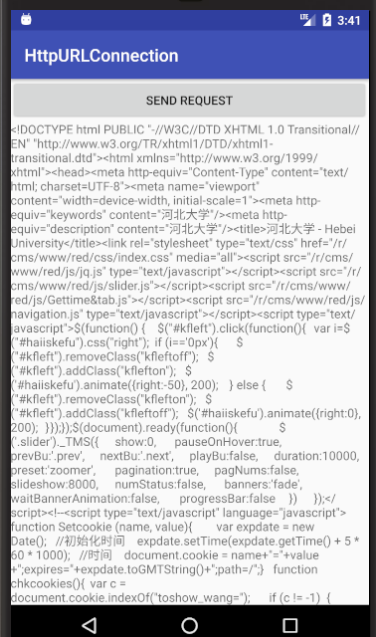 3:41
HttpURLConnection
SEND REQUEST
<!DOCTYPE html PUBLIC "-//W3C//DTD XHTML 1.0 Transitional//
EN" "http://www.w3.org/TR/xhtml1/DTD/xhtml1-
transitional.dtd"><html xmlns="http://www.w3.org/1999/
xhtml"><head><meta http-equiv="Content-Type" content="text/
html; charset=UTF-8"><meta name="viewport"
content="width=device-width, initial-scale=1"><meta http-
equiv="keywords" content="河北大学"/><meta http-
equiv="description" content="河北大学"/><title>河北大学 - Hebei
University</title><link rel="stylesheet" type="text/css" href="/r/
cms/www/red/css/index.css" media="all"><script src="/r/cms/
www/red/js/jq.js" type="text/javascript"></script><script src="/r/
cms/www/red/js/slider.js"></script><script src="/r/cms/www/
red/js/Gettime&tab.js"></script><script src="/r/cms/www/red/js/
navigation.js" type="text/javascript"></script><script type="text/
javascript">$(function() {    $("#kfleft").click(function(){   var i=$
("#haiiskefu").css("right");  if (i=='0px'){      $
("#kfleft").removeClass("kfleftoff");   $
("#kfleft").addClass("kflefton");   $
('#haiiskefu').animate({right:-50}, 200);    } else {      $
("#kfleft").removeClass("kflefton");   $
("#kfleft").addClass("kfleftoff");   $('#haiiskefu').animate({right:0},
200);  }});});$(document).ready(function(){            $
('.slider')._TMS({     show:0,      pauseOnHover:true,
prevBu:'.prev',     nextBu:'.next',     playBu:false,     duration:10000,
preset:'zoomer',      pagination:true,     pagNums:false,
slideshow:8000,     numStatus:false,     banners:'fade',
waitBannerAnimation:false,      progressBar:false    })     });</
script><!--<script type="text/javascript" language="javascript">
function Setcookie (name, value){       var expdate = new
Date();   //初始化时间    expdate.setTime(expdate.getTime() + 5 *
60 * 1000);   //时间    document.cookie = name+"="+value
+";expires="+expdate.toGMTString()+";path=/";}   function
chkcookies(){  var c =
document.cookie.indexOf("toshow_wang=");      if (c != -1)  {